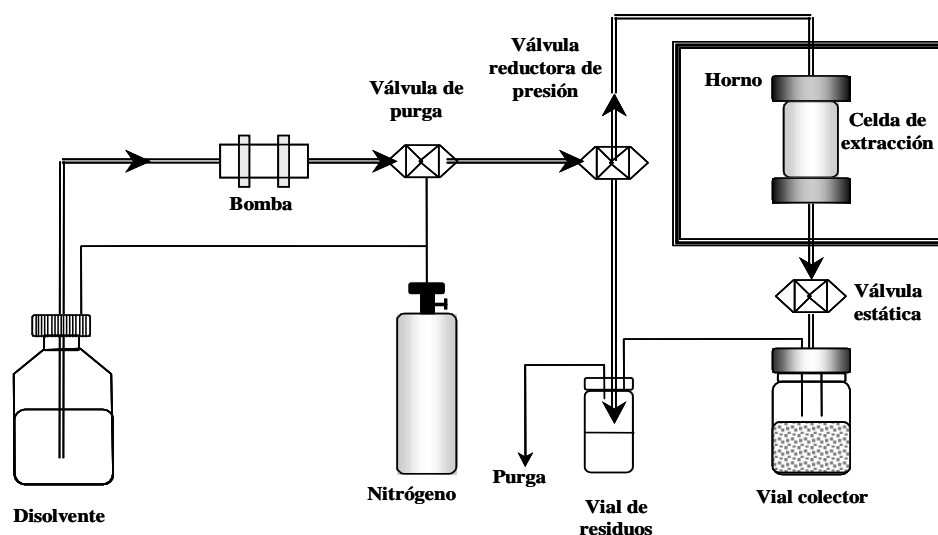 Válvula
reductora de
presión
Válvula de
purga
Horno
Celda de
extracción
Bomba
Válvula
estática
Disolvente
Nitrógeno
Purga
Vial de
residuos
Vial colector